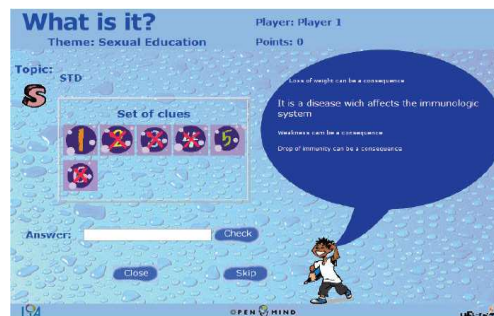 What is it?
Player: Player 1
Theme: Sexual Education
Points: 0
Topic:
STD
S
Set of clues
1 2 3 4 5
6
Loss of weight can be a consequence
It is a disease wich affects the immunologic
system
Weakness cam be a consequence
Drop of immunity can be a consequence
Answer:
Check
Close
Skip
OPEN MIND